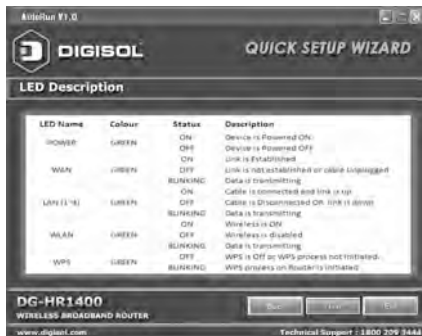 AutoRun V1.0
DIGISOL
QUICK SETUP WIZARD
LED Description
LED Name Colour Status Description
POWER GREEN ON Device is Powered ON
OFF Device is Powered OFF
WAN GREEN ON Link is Established
OFF Link is not established or cable unplugged
BLINKING Data is transmitting
LAN (1~4) GREEN ON Cable is connected and link is up
OFF Cable is Disconnected OR link is down
BLINKING Data is transmitting
WLAN GREEN ON Wireless is ON
OFF Wireless is disabled
BLINKING Data is transmitting
WPS GREEN OFF WPS is Off or WPS process not initiated.
BLINKING WPS process on Router is initiated
DG-HR1400
WIRELESS BROADBAND ROUTER
Back Exit
www.digisol.com
Technical Support : 1800 209 3444